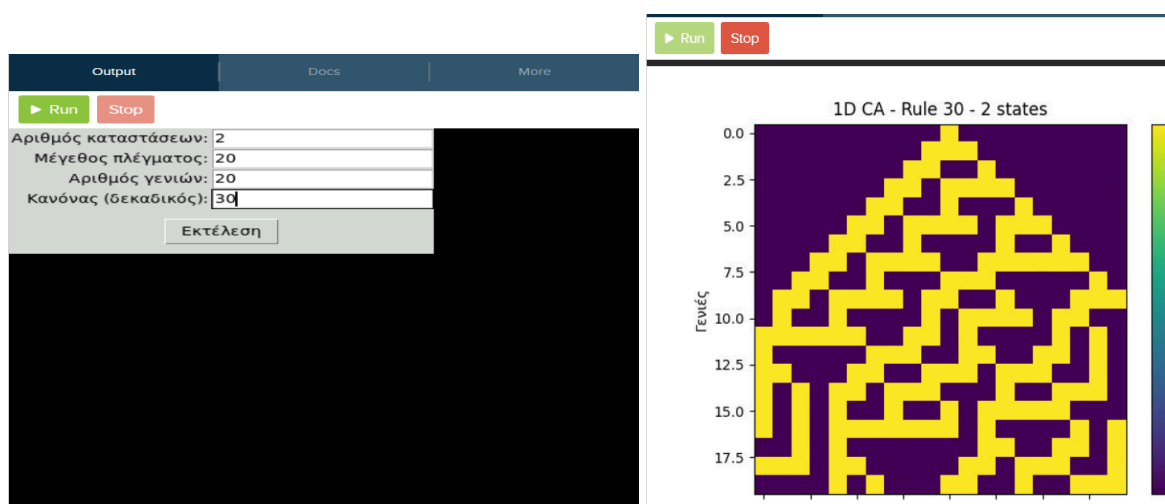 Output Docs More
Run Stop
Αριθμός καταστάσεων: 2
Μέγεθος πλέγματος: 20
Αριθμός γενιών: 20
Κανόνας (δεκαδικός): 30
Εκτέλεση
Run Stop
1D CA - Rule 30 - 2 states
0.0
2.5
5.0
7.5
10.0
12.5
15.0
17.5
Γενιές